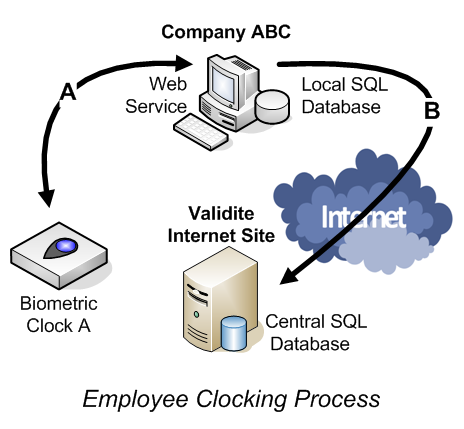 Company ABC
A
Web
Service
Local SQL
Database
B
Validite
Internet Site
Internet
Biometric
Clock A
Central SQL
Database
Employee Clocking Process